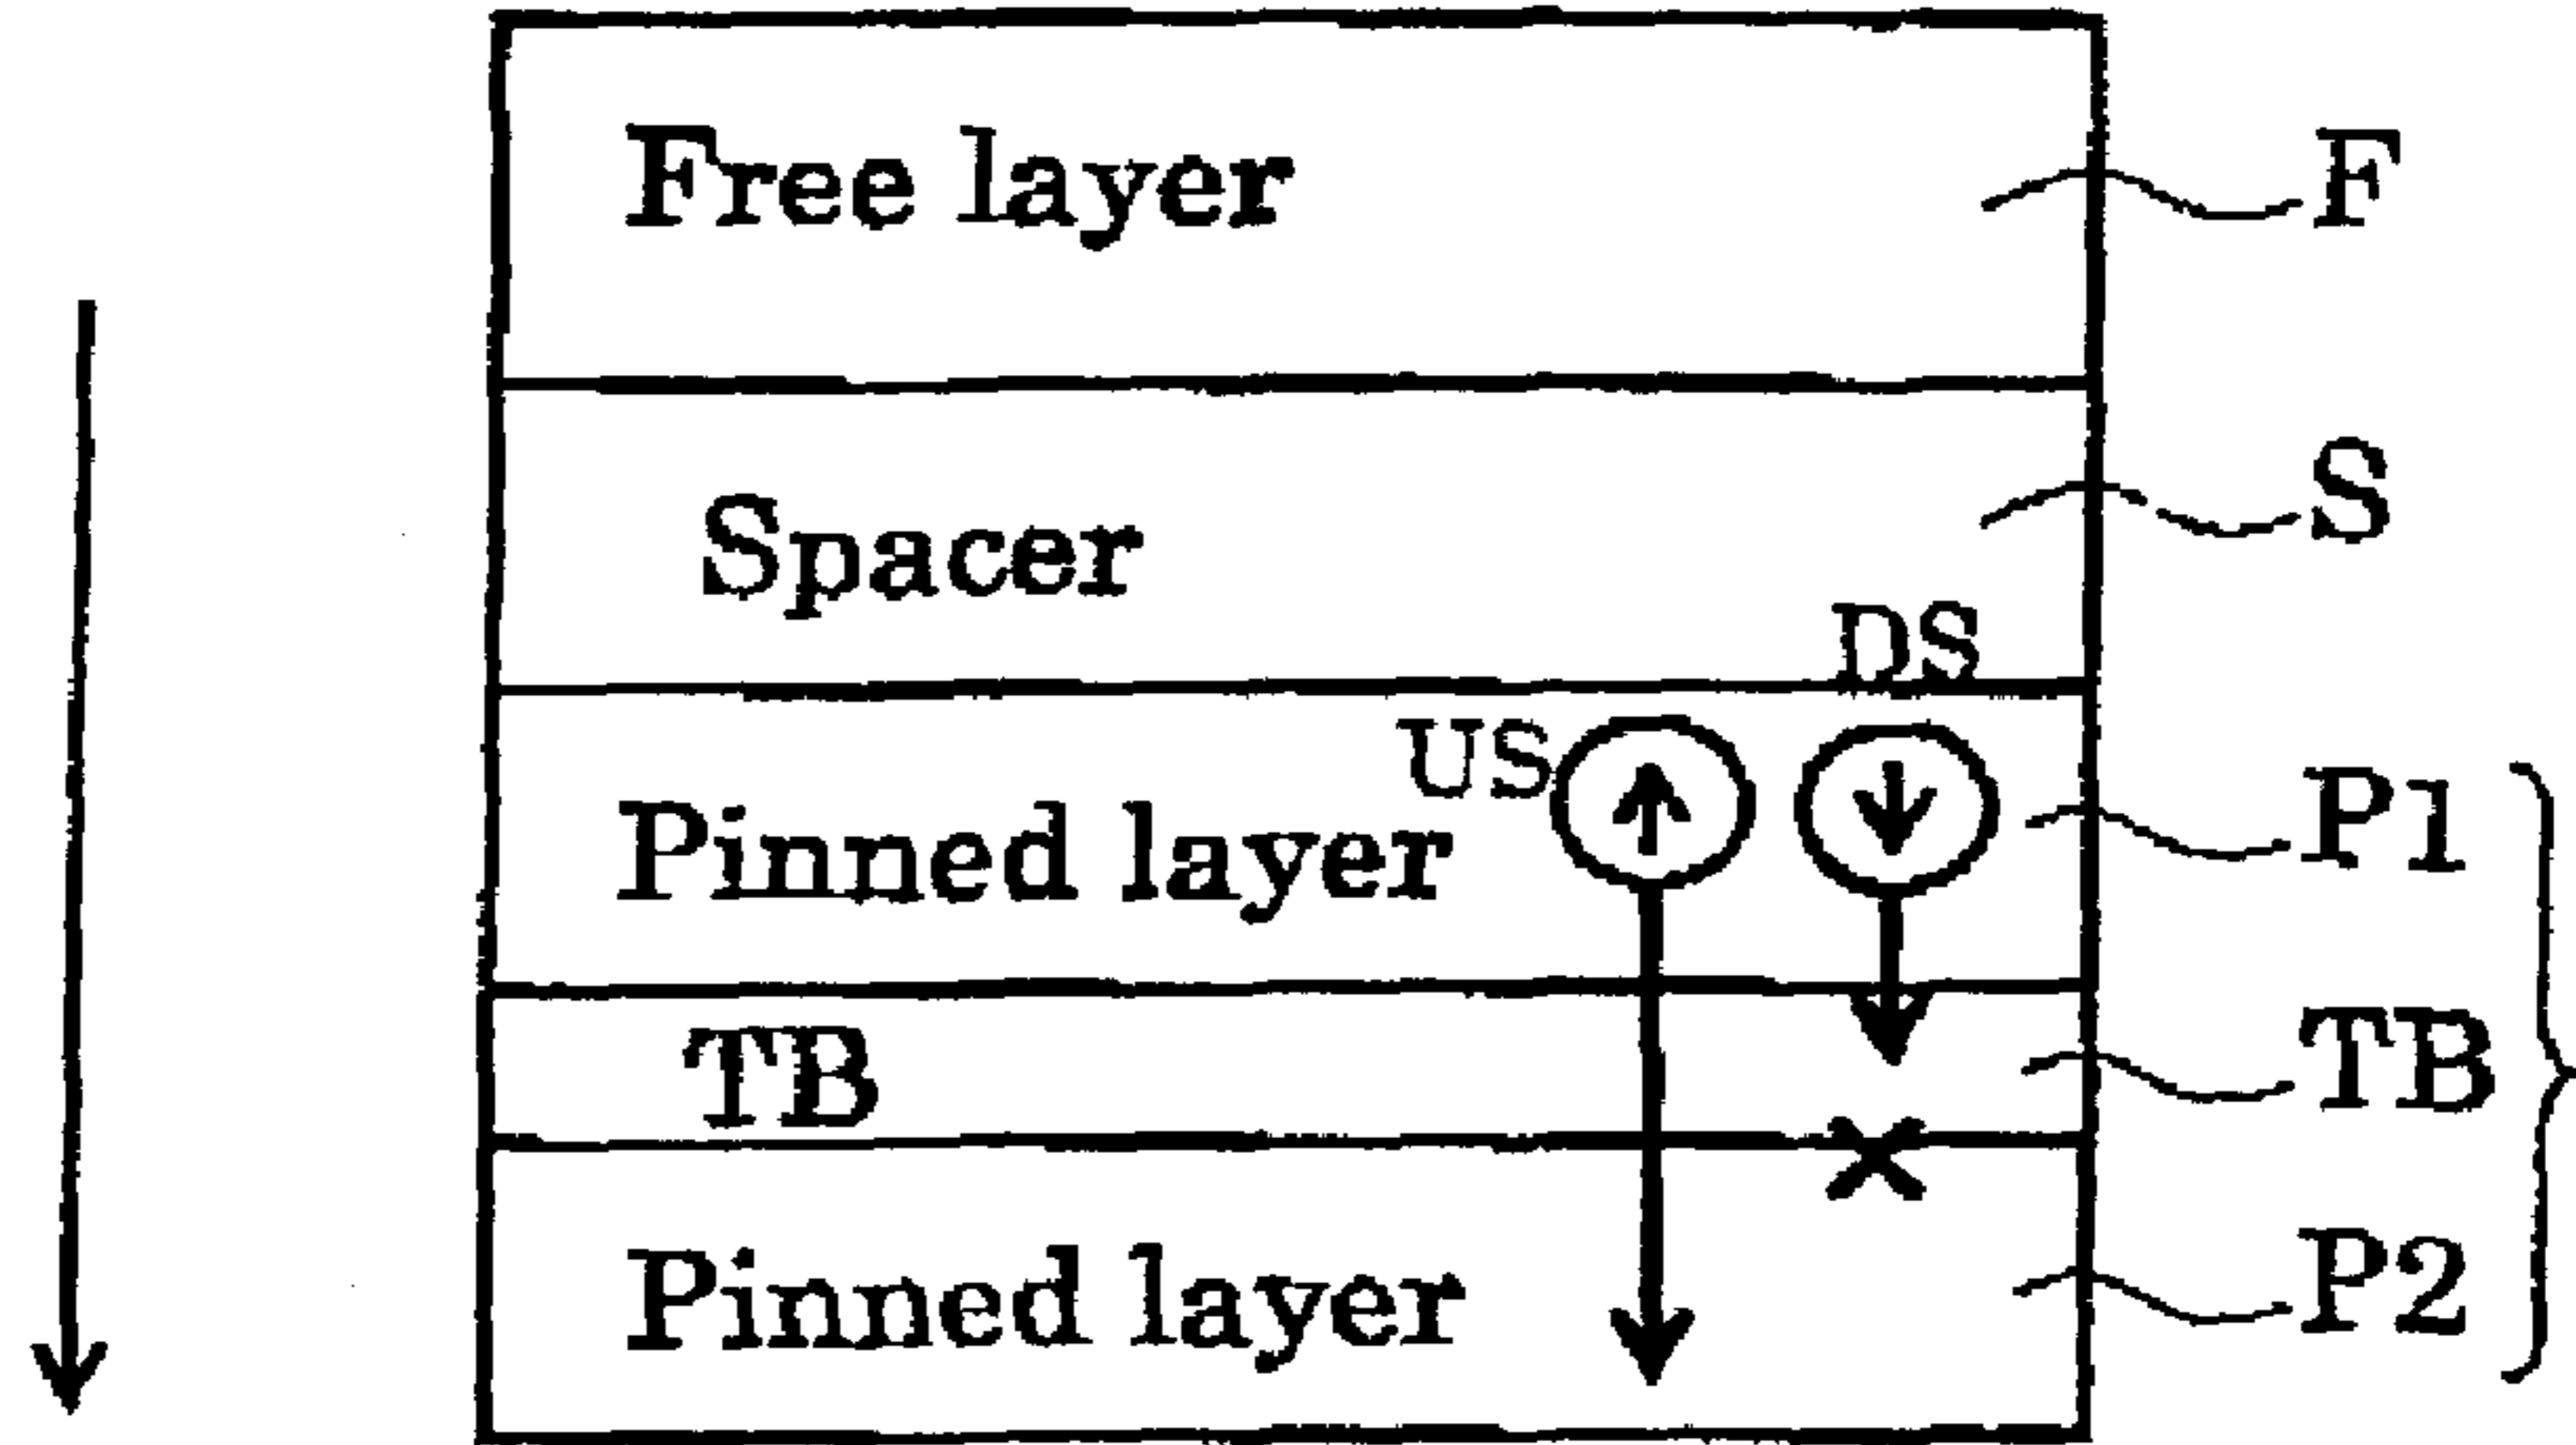 Free layer F
Spacer S
DS
US
Pinned layer P1
TB TB
Pinned layer P2